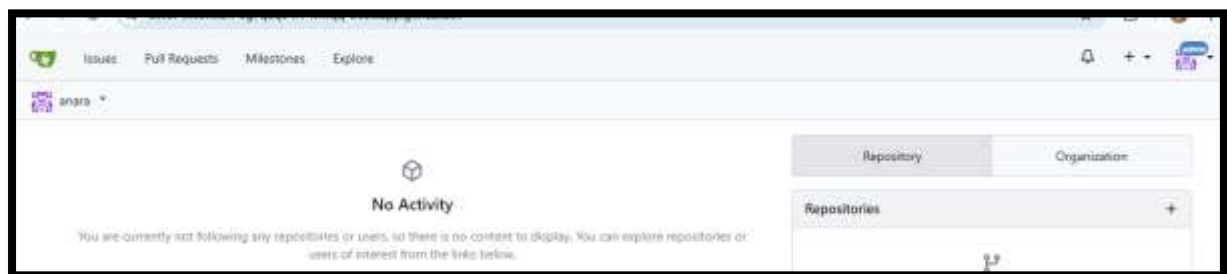 Issues Pull Requests Milestones Explore
anara
Repository Organization
No Activity
Repositories
You are currently not following any repositories or users, so there is no content to display. You can explore repositories or
users of interest from the links below.